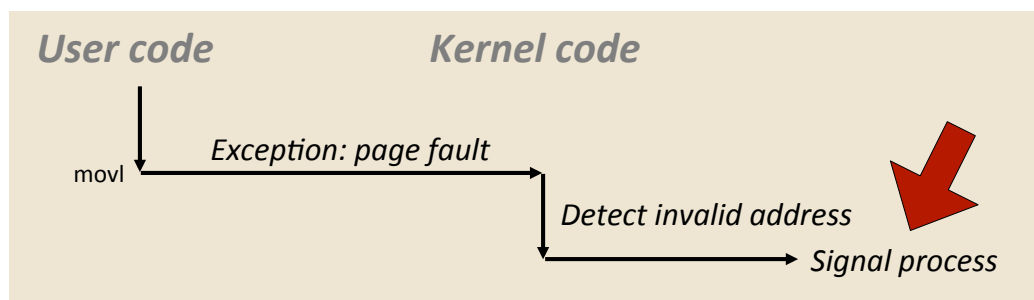 User code
Kernel code
Exception: page fault
movl
Detect invalid address
Signal process